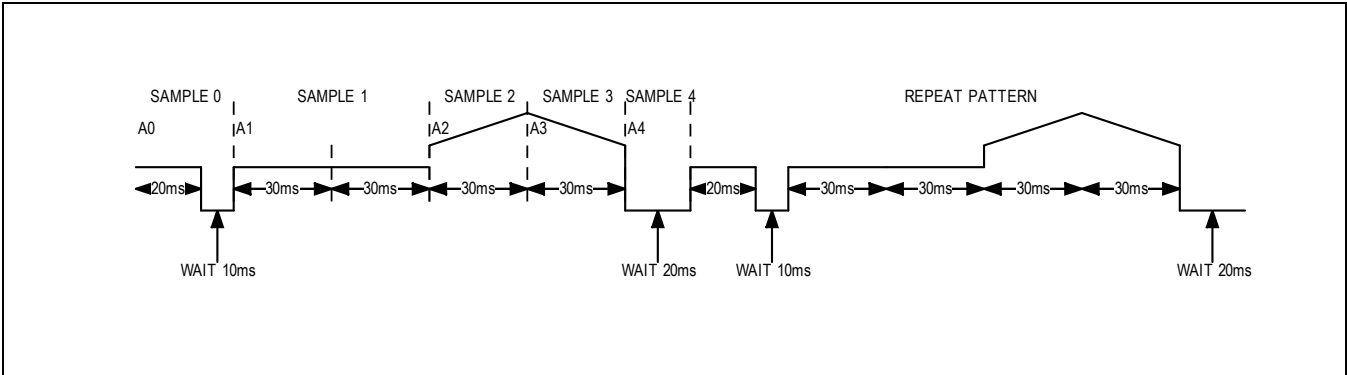 SAMPLE 0 SAMPLE 1 SAMPLE 2 SAMPLE 3 SAMPLE 4 REPEAT PATTERN
A0 A1 A2 A3 A4
20ms 30ms 30ms 30ms 30ms 20ms 30ms 30ms 30ms 30ms
WAIT 10ms WAIT 20ms WAIT 10ms WAIT 20ms